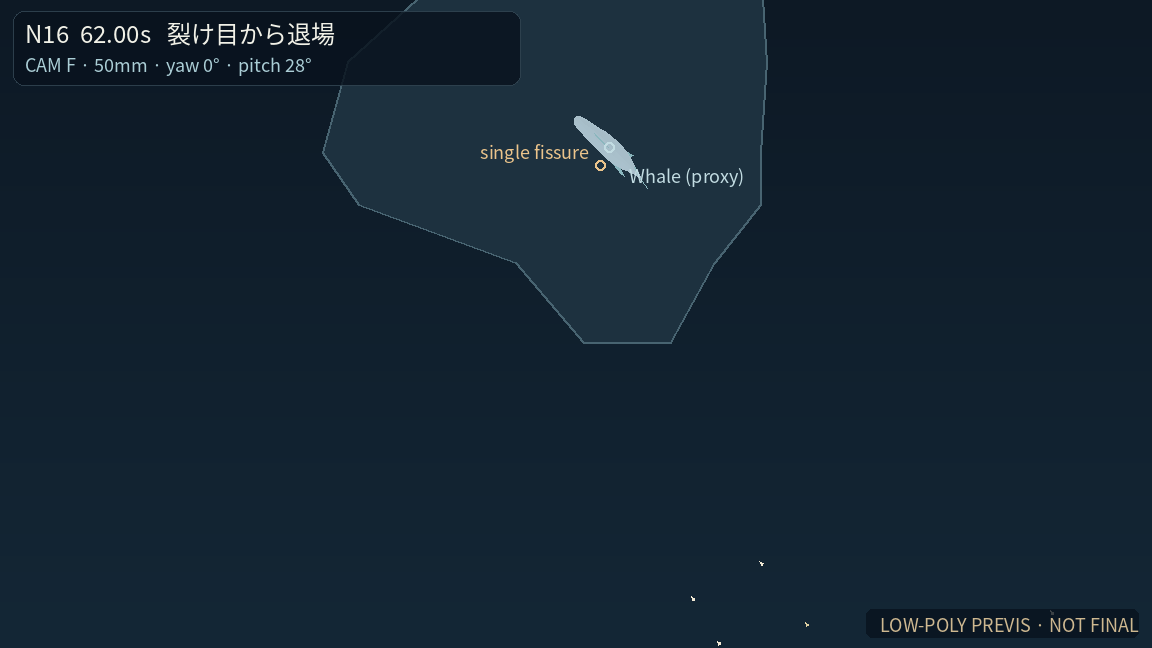 N16 62.00s 裂け目から退場
CAM F · 50mm · yaw 0° · pitch 28°
single fissure
Whale (proxy)
LOW-POLY PREVIS · NOT FINAL